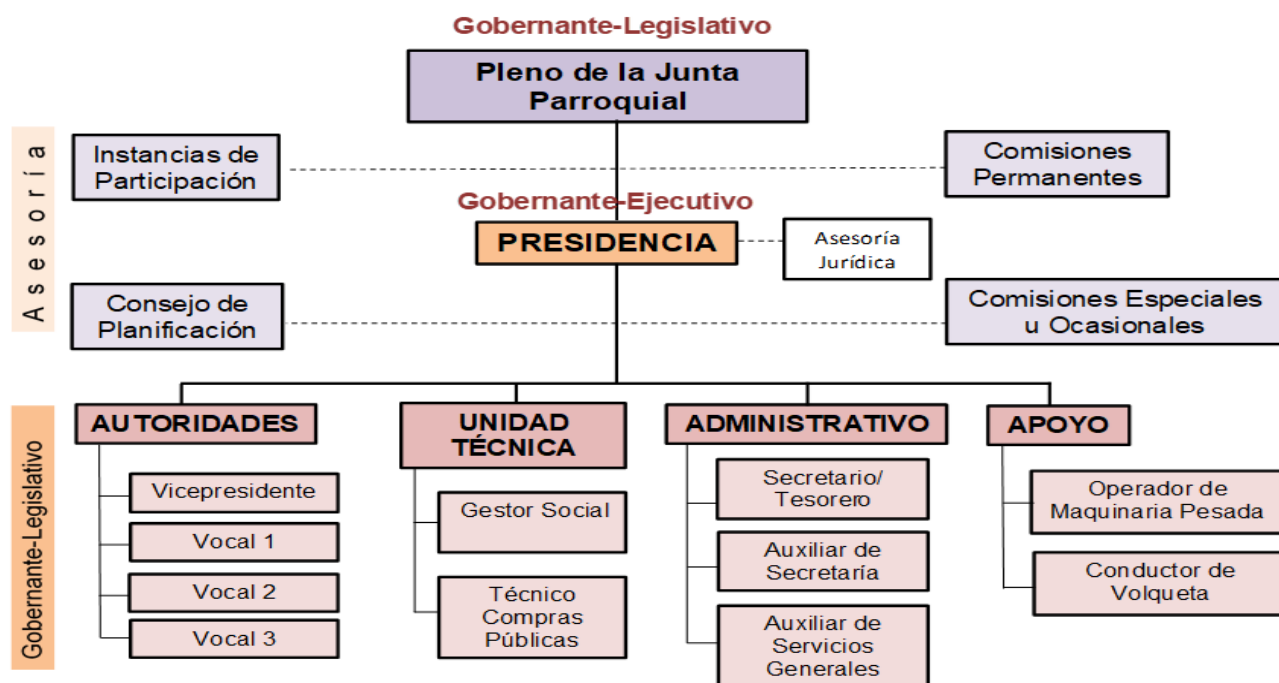 Gobernante-Legislativo
Pleno de la Junta
Parroquial
Asesoría
Instancias de
Participación
Comisiones
Permanentes
Gobernante-Ejecutivo
PRESIDENCIA
Asesoría
Jurídica
Consejo de
Planificación
Comisiones Especiales
u Ocasionales
Gobernante-Legislativo
AUTORIDADES
Vicepresidente
Vocal 1
Vocal 2
Vocal 3
UNIDAD
TÉCNICA
Gestor Social
Técnico
Compras
Públicas
ADMINISTRATIVO
Secretario/
Tesorero
Auxiliar de
Secretaría
Auxiliar de
Servicios
Generales
APOYO
Operador de
Maquinaria Pesada
Conductor de
Volqueta